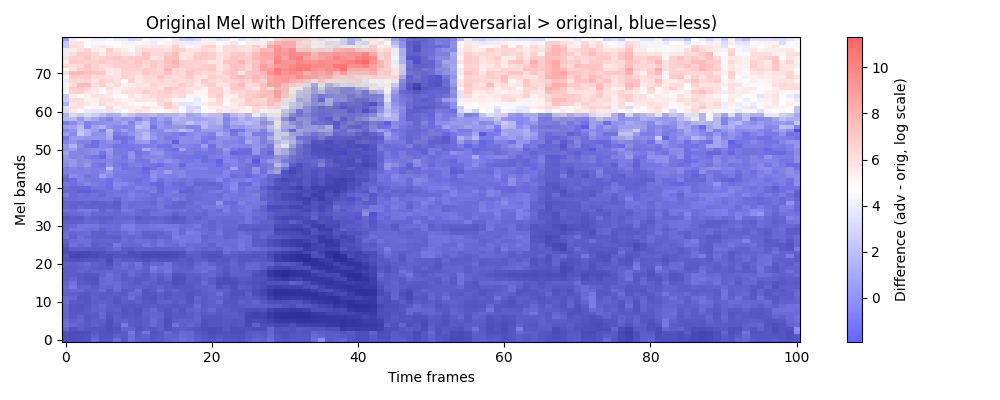 Original Mel with Differences (red=adversarial > original, blue=less)
70
60
50
40
30
20
10
0
Mel bands
0 20 40 60 80 100
Time frames
10
8
6
4
2
0
Difference (adv - orig, log scale)